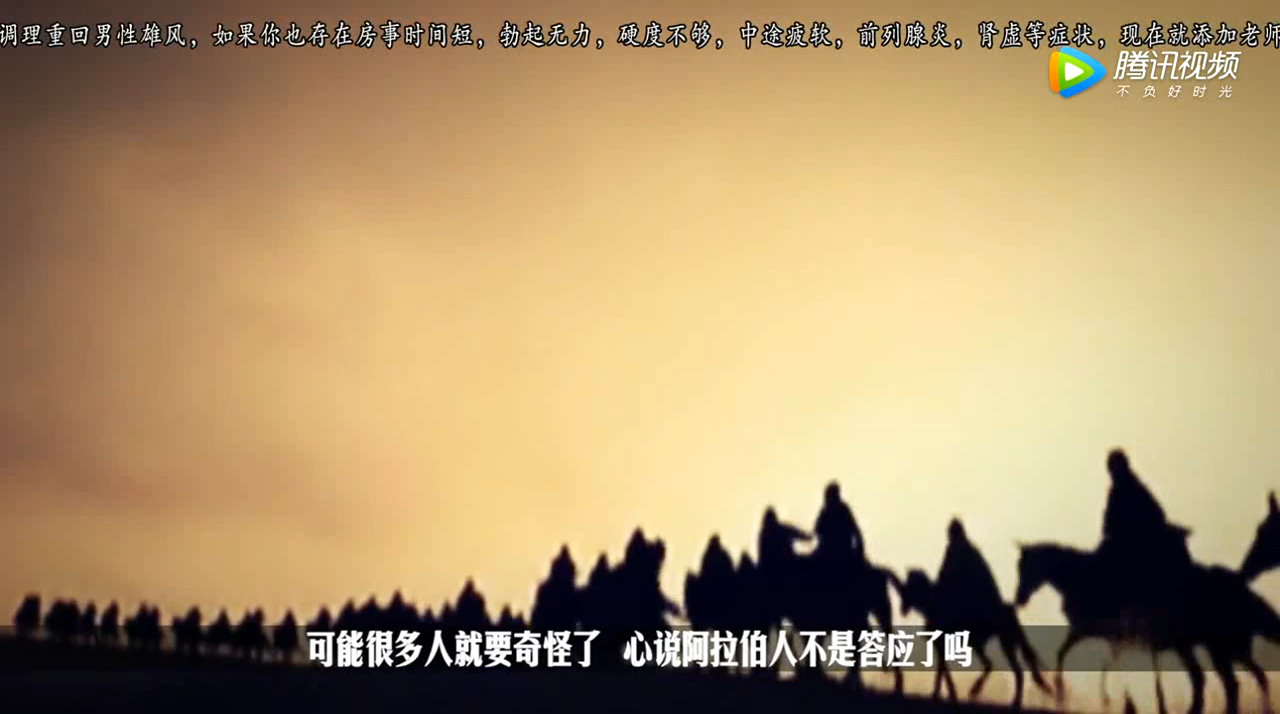 调理重回男性雄风，如果你也存在房事时间短，勃起无力，硬度不够，中途疲软，前列腺炎，肾虚等症状，现在就添加老师
腾讯视频
不负好时光
可能很多人就要奇怪了 心说阿拉伯人不是答应了吗